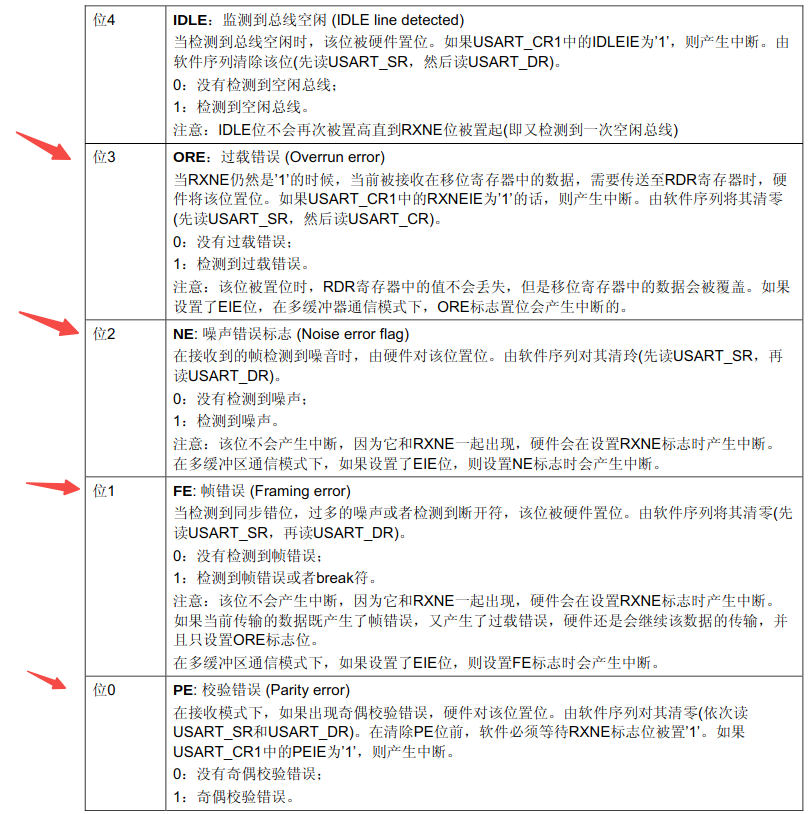 位4
IDLE：监测到总线空闲 (IDLE line detected)
当检测到总线空闲时，该位被硬件置位。如果USART_CR1中的IDLEIE为’1’，则产生中断。由
软件序列清除该位(先读USART_SR，然后读USART_DR)。
0：没有检测到空闲总线；
1：检测到空闲总线。
注意：IDLE位不会再次被置高直到RXNE位被置起(即又检测到一次空闲总线)
位3
ORE：过载错误 (Overrun error)
当RXNE仍然是’1’的时候，当前被接收在移位寄存器中的数据，需要传送至RDR寄存器时，硬
件将该位置位。如果USART_CR1中的RXNEIE为’1’的话，则产生中断。由软件序列将其清零
(先读USART_SR，然后读USART_CR)。
0：没有过载错误；
1：检测到过载错误。
注意：该位被置位时，RDR寄存器中的值不会丢失，但是移位寄存器中的数据会被覆盖。如果
设置了EIE位，在多缓冲器通信模式下，ORE标志置位会产生中断的。
位2
NE: 噪声错误标志 (Noise error flag)
在接收到的帧检测到噪音时，由硬件对该位置位。由软件序列对其清玲(先读USART_SR，再
读USART_DR)。
0：没有检测到噪声；
1：检测到噪声。
注意：该位不会产生中断，因为它和RXNE一起出现，硬件会在设置RXNE标志时产生中断。
在多缓冲区通信模式下，如果设置了EIE位，则设置NE标志时会产生中断。
位1
FE: 帧错误 (Framing error)
当检测到同步错位，过多的噪声或者检测到断开符，该位被硬件置位。由软件序列将其清零(先
读USART_SR，再读USART_DR)。
0：没有检测到帧错误；
1：检测到帧错误或者break符。
注意：该位不会产生中断，因为它和RXNE一起出现，硬件会在设置RXNE标志时产生中断。
如果当前传输的数据既产生了帧错误，又产生了过载错误，硬件还是会继续该数据的传输，并
且只设置ORE标志位。
在多缓冲区通信模式下，如果设置了EIE位，则设置FE标志时会产生中断。
位0
PE: 校验错误 (Parity error)
在接收模式下，如果出现奇偶校验错误，硬件对该位置位。由软件序列对其清零(依次读
USART_SR和USART_DR)。在清除PE位前，软件必须等待RXNE标志位被置’1’。如果
USART_CR1中的PEIE为’1’，则产生中断。
0：没有奇偶校验错误；
1：奇偶校验错误。